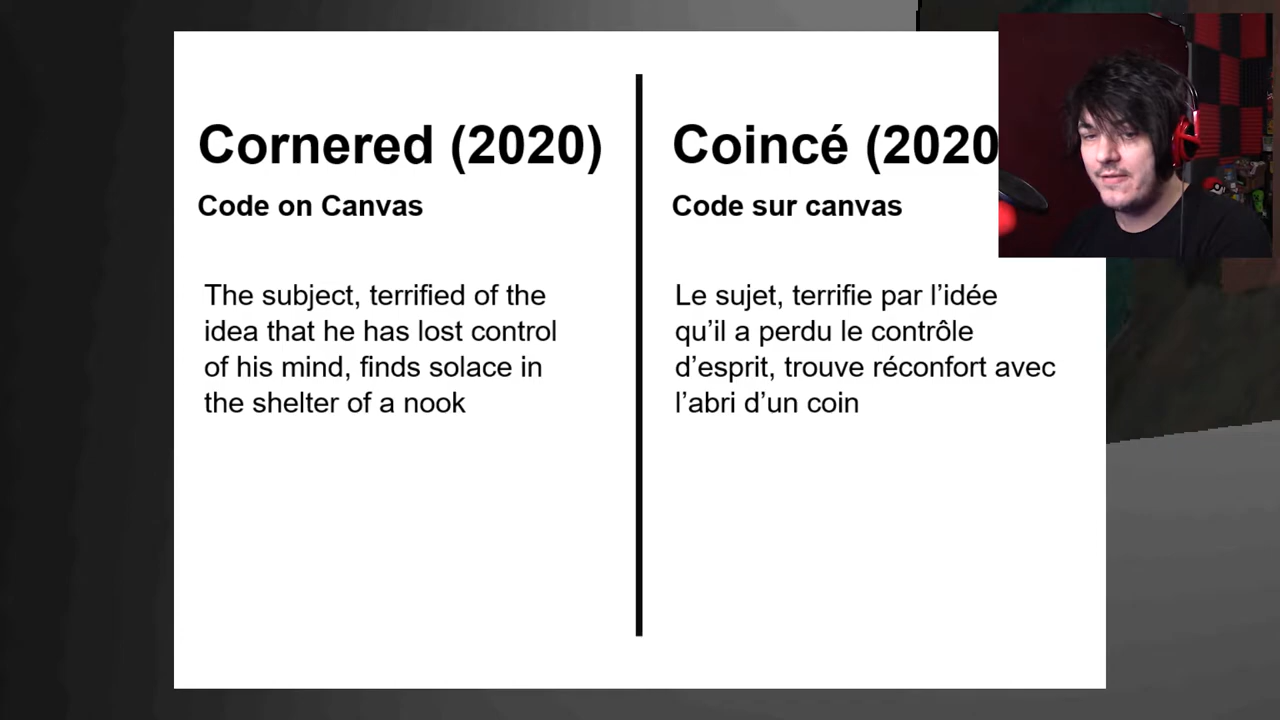 Cornered (2020)
Code on Canvas
The subject, terrified of the
idea that he has lost control
of his mind, finds solace in
the shelter of a nook
Coincé (2020
Code sur canvas
Le sujet, terrifie par l’idée
qu’il a perdu le contrôle
d’esprit, trouve réconfort avec
l’abri d’un coin